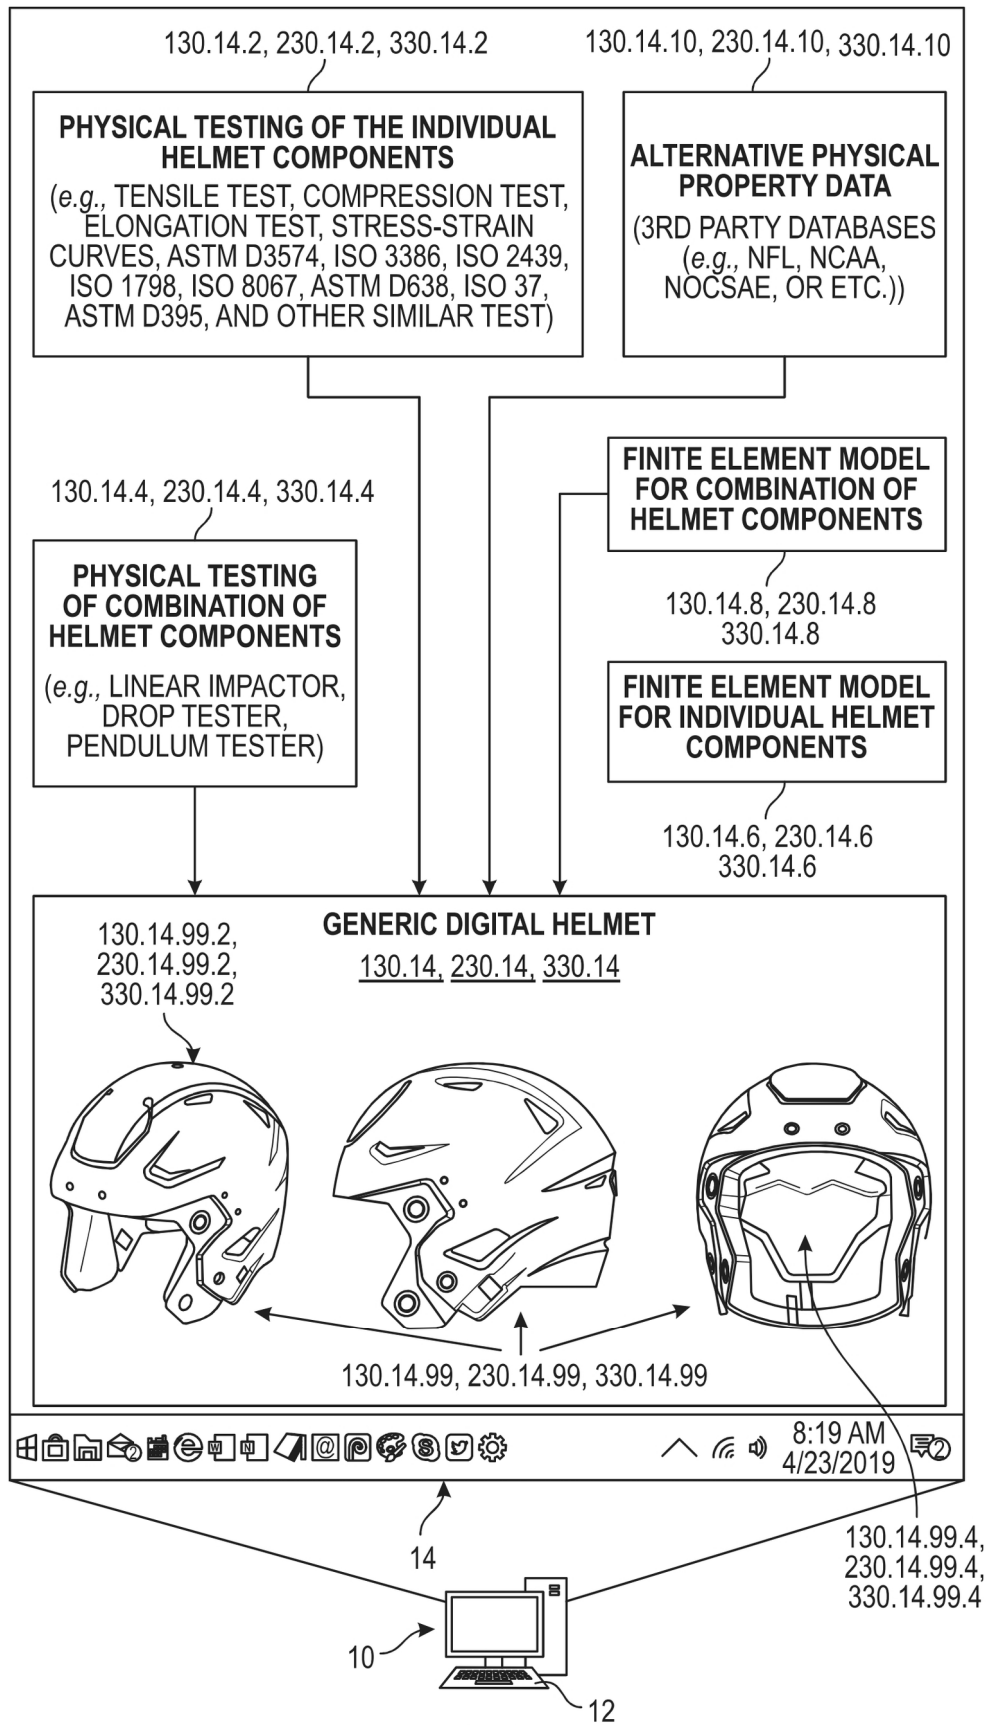 130.14.2, 230.14.2, 330.14.2
130.14.10, 230.14.10, 330.14.10
PHYSICAL TESTING OF THE INDIVIDUAL
HELMET COMPONENTS
(e.g., TENSILE TEST, COMPRESSION TEST,
ELONGATION TEST, STRESS-STRAIN
CURVES, ASTM D3574, ISO 3386, ISO 2439,
ISO 1798, ISO 8067, ASTM D638, ISO 37,
ASTM D395, AND OTHER SIMILAR TEST)
ALTERNATIVE PHYSICAL
PROPERTY DATA
(3RD PARTY DATABASES
(e.g., NFL, NCAA,
NOCSAE, OR ETC.))
130.14.4, 230.14.4, 330.14.4
PHYSICAL TESTING
OF COMBINATION OF
HELMET COMPONENTS
(e.g., LINEAR IMPACTOR,
DROP TESTER,
PENDULUM TESTER)
FINITE ELEMENT MODEL
FOR COMBINATION OF
HELMET COMPONENTS
130.14.8, 230.14.8
330.14.8
FINITE ELEMENT MODEL
FOR INDIVIDUAL HELMET
COMPONENTS
130.14.6, 230.14.6
330.14.6
GENERIC DIGITAL HELMET
130.14, 230.14, 330.14
130.14.99.2,
230.14.99.2,
330.14.99.2
130.14.99, 230.14.99, 330.14.99
2
e
W
N
@
S
8:19 AM
4/23/2019
2
14
130.14.99.4,
230.14.99.4,
330.14.99.4
10
12